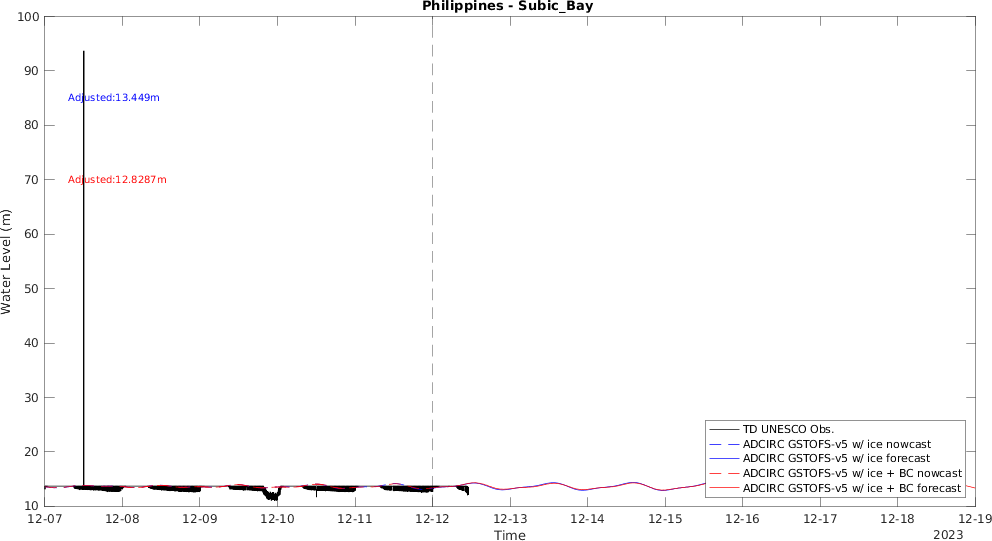 Philippines - Subic_Bay
100
90
80
70
60
50
40
30
20
10
Water Level (m)
Adjusted:13.449m
Adjusted:12.8287m
TD UNESCO Obs.
ADCIRC GSTOFS-v5 w/ ice nowcast
ADCIRC GSTOFS-v5 w/ ice forecast
ADCIRC GSTOFS-v5 w/ ice + BC nowcast
ADCIRC GSTOFS-v5 w/ ice + BC forecast
12-07 12-08 12-09 12-10 12-11 12-12 12-13 12-14 12-15 12-16 12-17 12-18 12-19
Time
2023